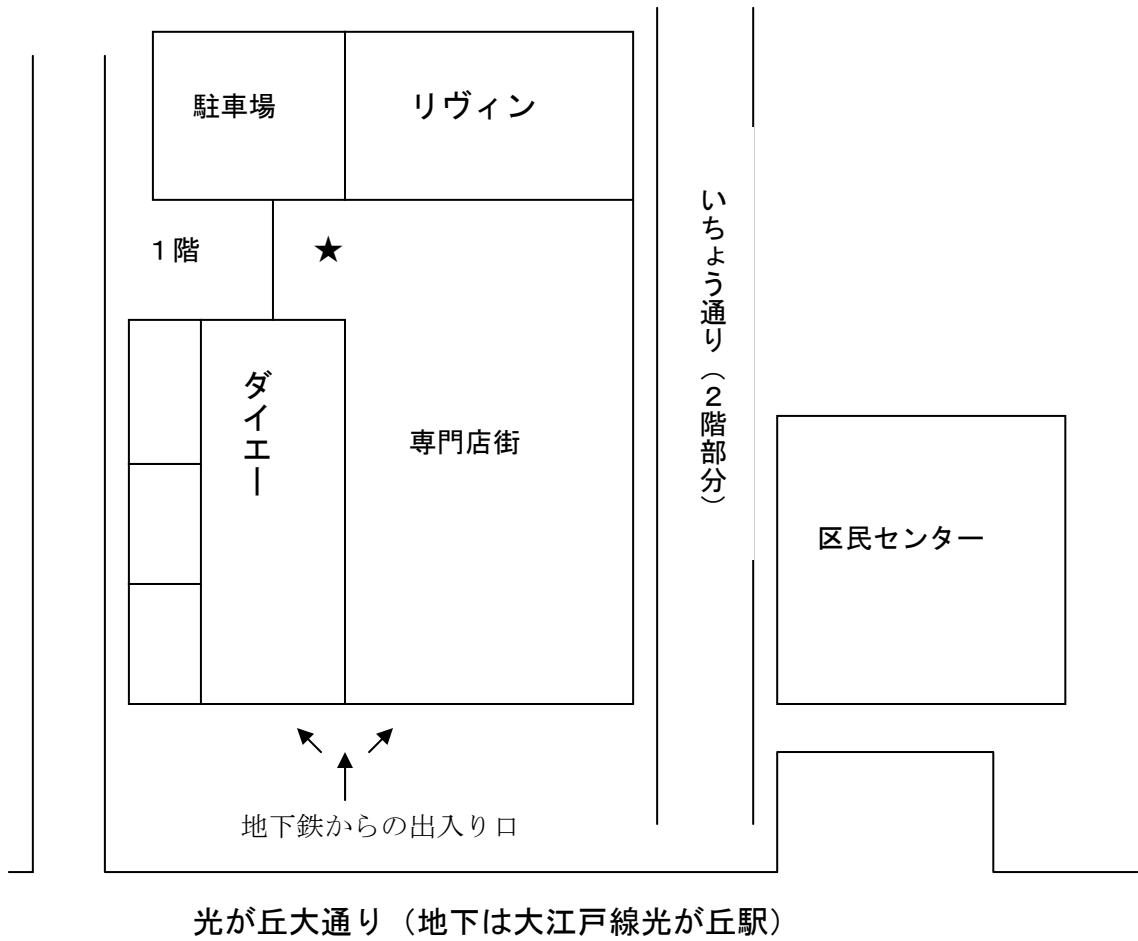 駐車場
リヴィン
１階
★
ダイエー
専門店街
いちょう通り（２階部分）
区民センター
地下鉄からの出入り口
光が丘大通り（地下は大江戸線光が丘駅）